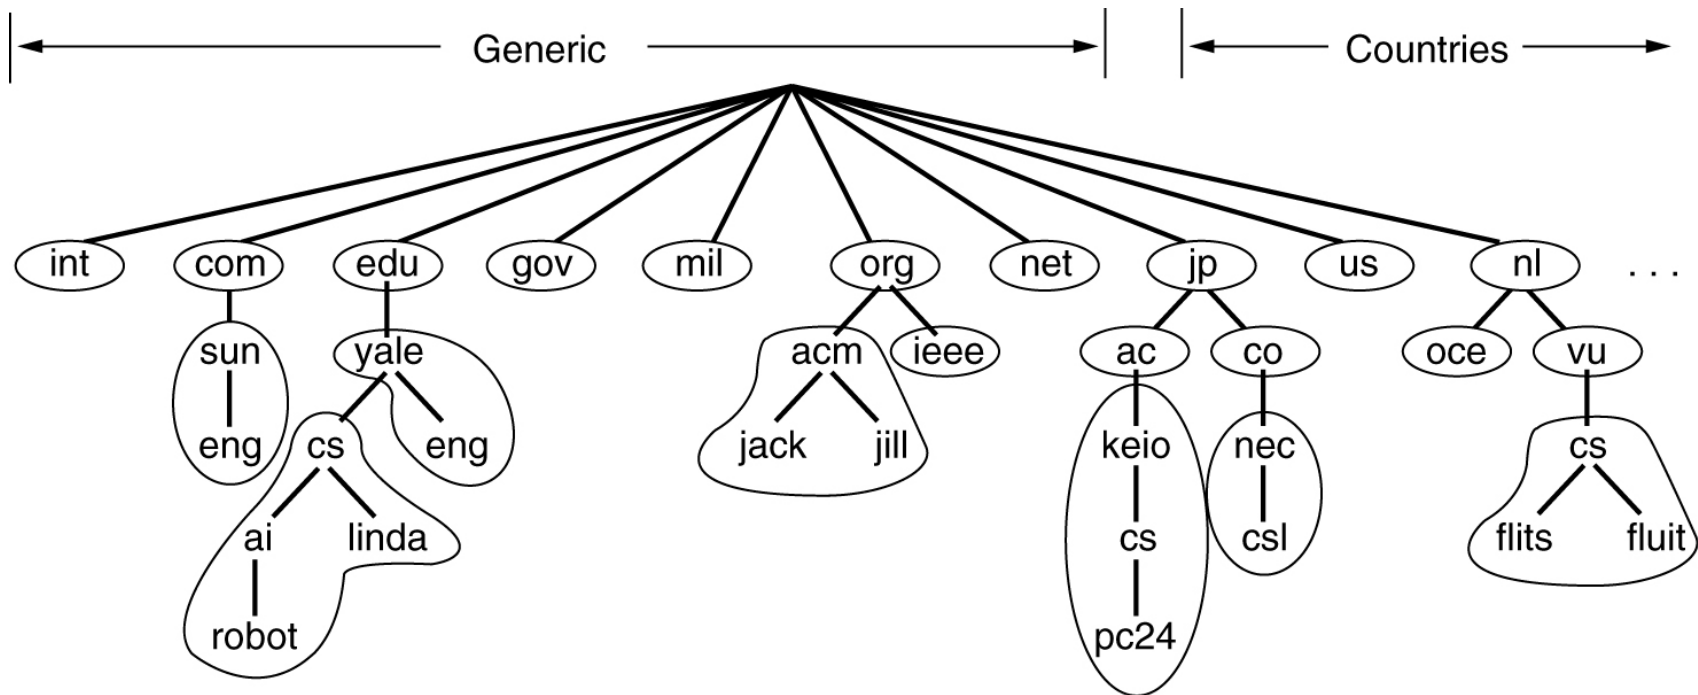 Generic Countries
int com edu gov mil org net jp us nl . . .
sun yale acm ieee ac co oce vu
eng cs eng jack jill keio nec cs
ai linda cs csl flits fluit
robot pc24